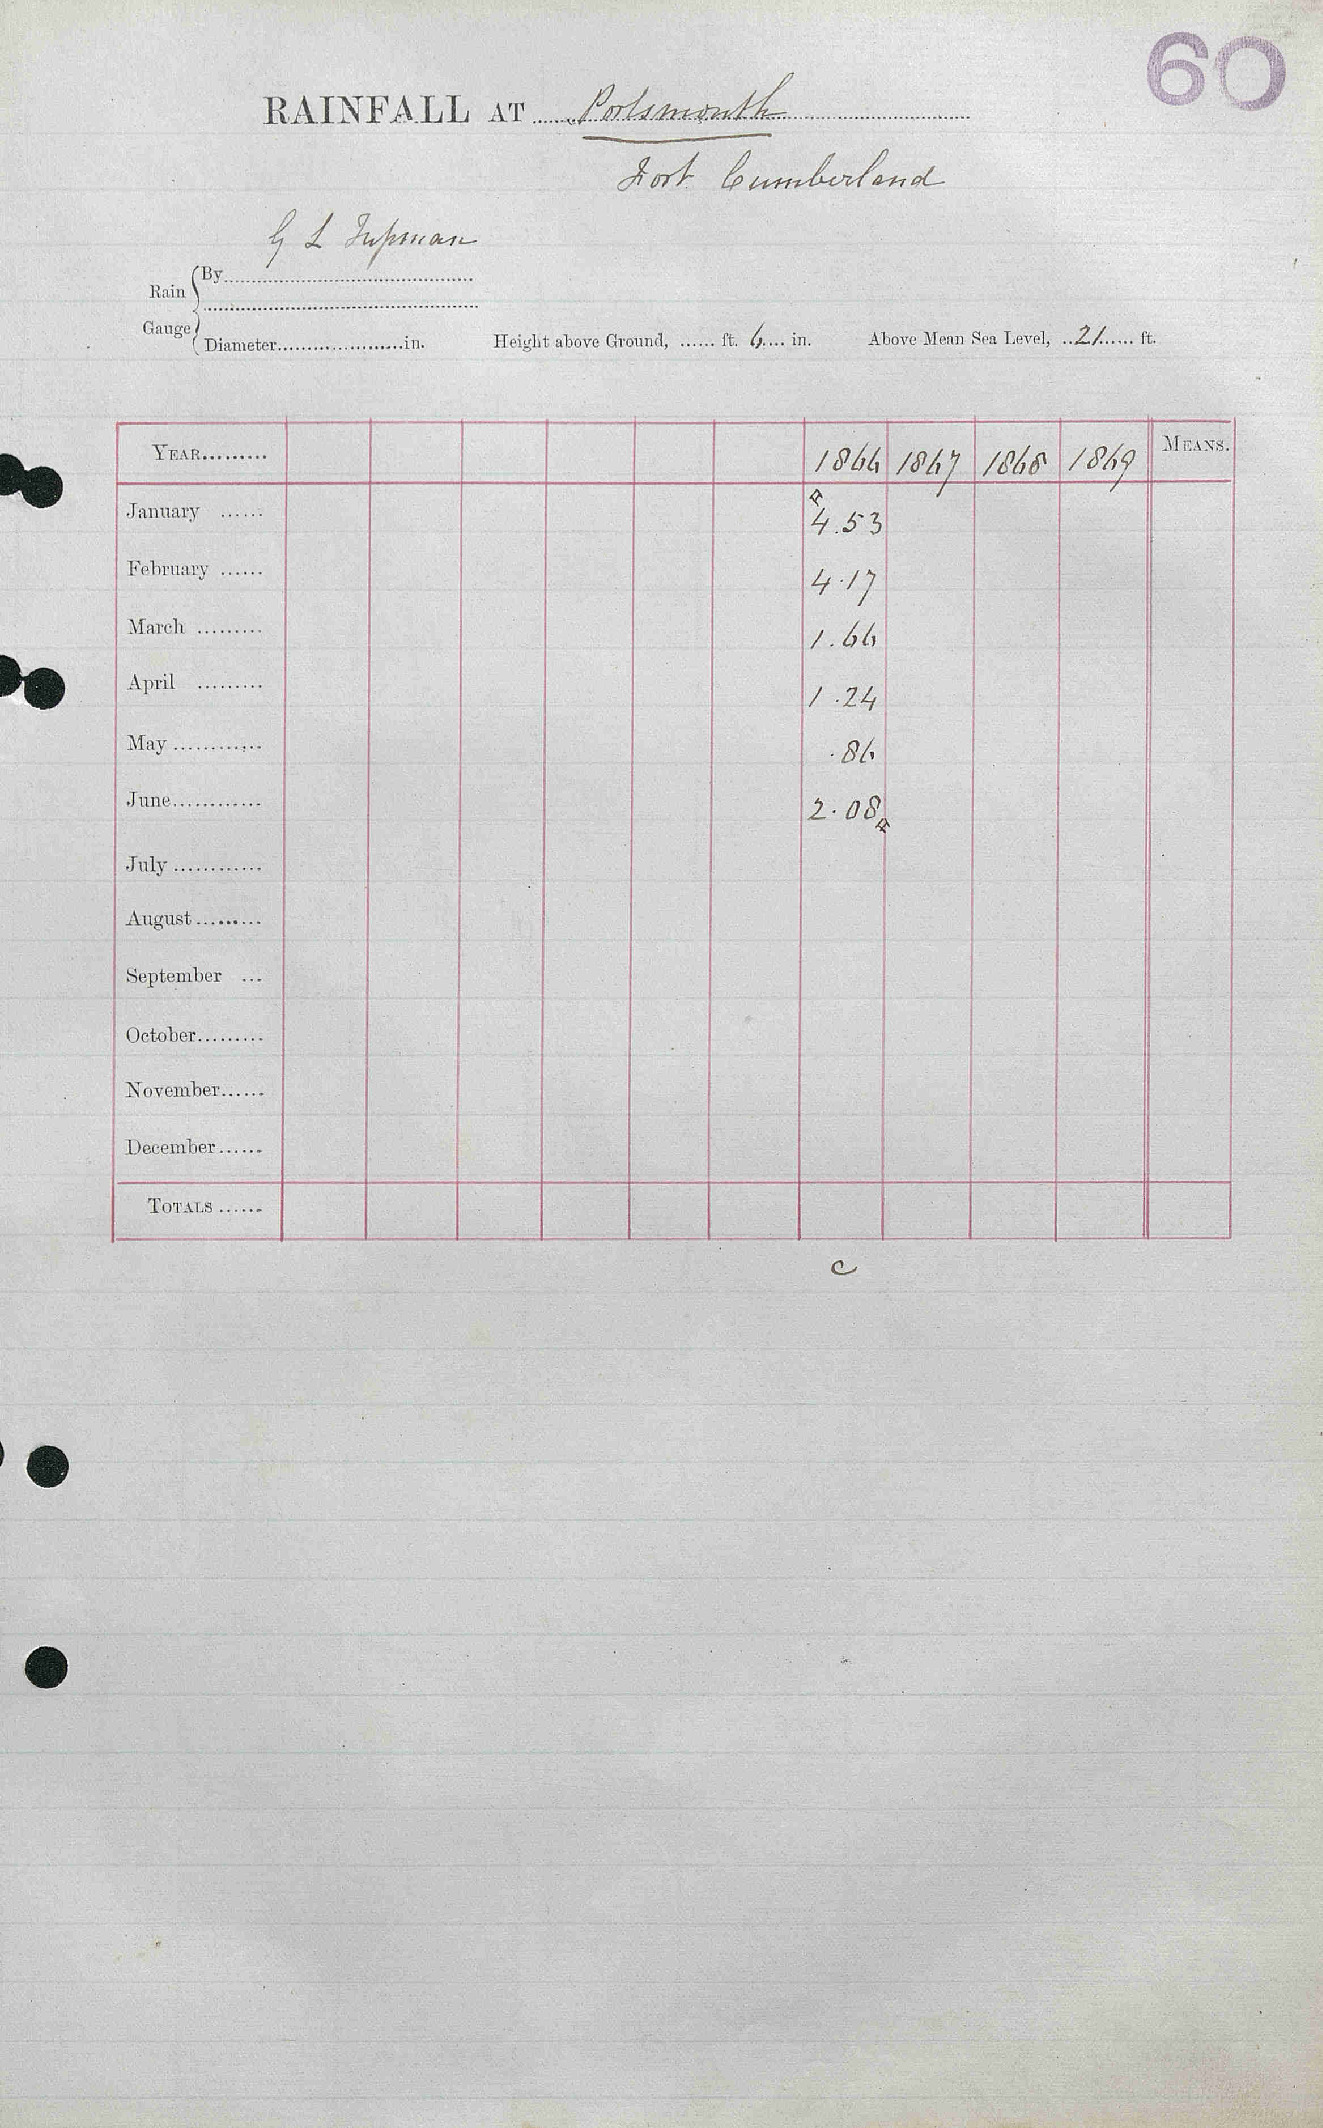 60
RAINFALL AT ...... Portsmouth ..............................
Fort Cumberland
G L Tupman
Rain Gauge { By..........................................
..............................................
Diameter......................in. Height above Ground, ...... ft. 6.... in. Above Mean Sea Level, ..21...... ft.
YEAR......... 1866 1867 1868 1869 MEANS.
January ...... 4.53
February ...... 4.17
March ......... 1.66
April ......... 1.24
May ............. .86
June............ 2.08
July ............
August.........
September ...
October.........
November......
December......
TOTALS ......
c